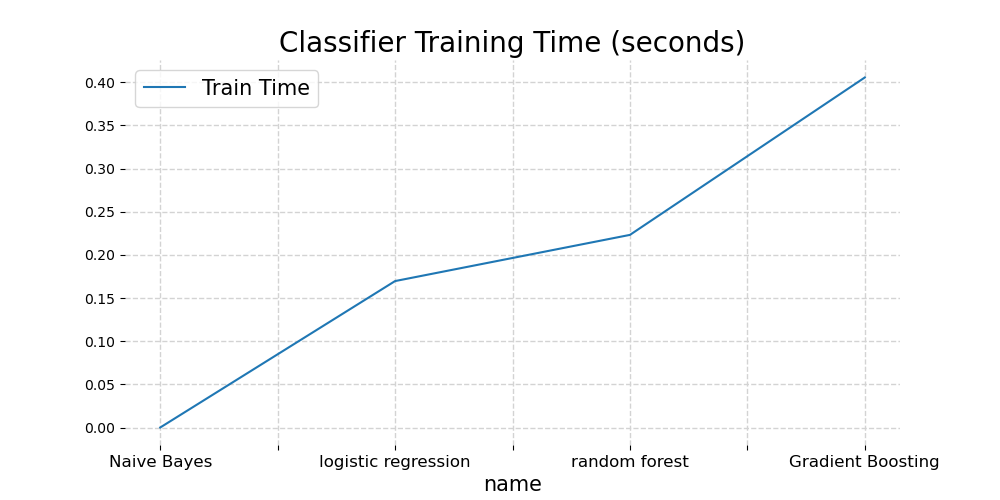 Classifier Training Time (seconds)
Train Time
0.40
0.35
0.30
0.25
0.20
0.15
0.10
0.05
0.00
Naive Bayes logistic regression random forest Gradient Boosting
name